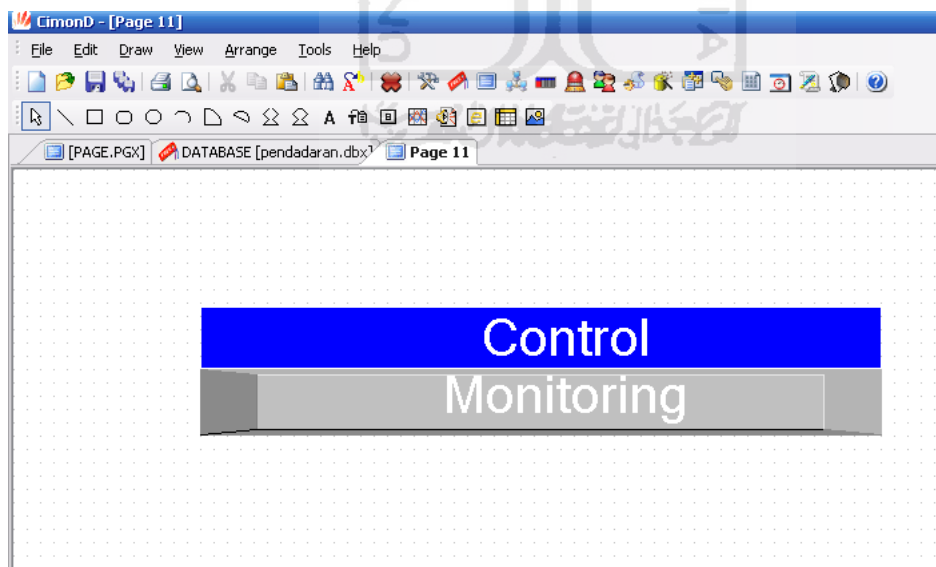 CimonD - [Page 11]
File Edit Draw View Arrange Tools Help
[PAGE.PGX] DATABASE [pendadaran.dbx] Page 11
Control
Monitoring